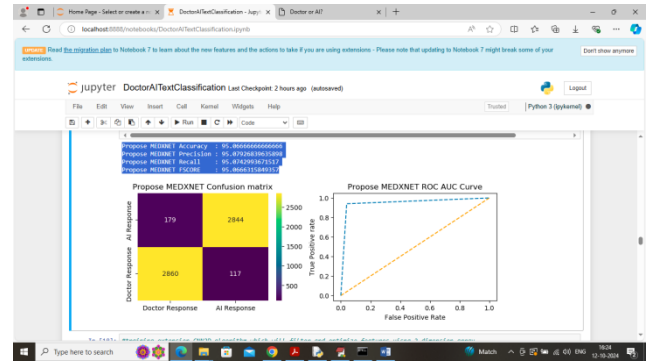 Home Page - Select or create a n
DoctorAITextClassification - Jupyt
Doctor or AI?
localhost:8888/notebooks/DoctorAITextClassification.ipynb
UPDATE Read the migration plan to Notebook 7 to learn about the new features and the actions to take if you are using extensions - Please note that updating to Notebook 7 might break some of your extensions.
Don't show anymore
jupyter DoctorAITextClassification Last Checkpoint: 2 hours ago (autosaved)
Logout
File Edit View Insert Cell Kernel Widgets Help
Trusted
Python 3 (ipykernel)
Run
Code
Propose MEDXNET Accuracy : 95.06666666666666
Propose MEDXNET Precision : 95.07926839635898
Propose MEDXNET Recall : 95.0742993671517
Propose MEDXNET FSCORE : 95.0666315840357
Propose MEDXNET Confusion matrix
AI Response
Doctor Response
179
2844
2860
117
Doctor Response
AI Response
2500
2000
1500
1000
500
Propose MEDXNET ROC AUC Curve
True Positive rate
1.0
0.8
0.6
0.4
0.2
0.0
0.0 0.2 0.4 0.6 0.8 1.0
False Positive Rate
Type here to search
Match
ENG
16:24
12-10-2024